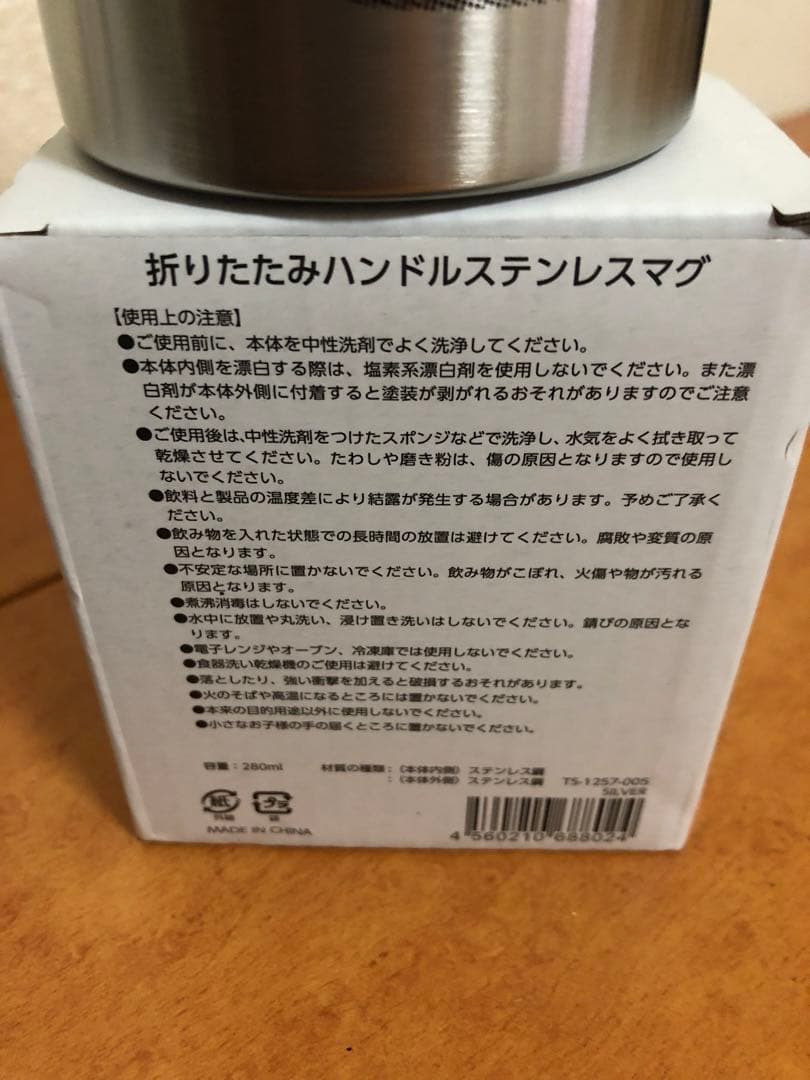 折りたたみハンドルステンレスマグ
【使用上の注意】
●ご使用前に、本体を中性洗剤でよく洗浄してください。
●本体内側を漂白する際は、塩素系漂白剤を使用しないでください。また漂
白剤が本体外側に付着すると塗装が剥がれるおそれがありますのでご注意
ください。
●ご使用後は、中性洗剤をつけたスポンジなどで洗浄し、水気をよく拭き取って
乾燥させてください。たわしや磨き粉は、傷の原因となりますので使用し
ないでください。
●飲料と製品の温度差により結露が発生する場合があります。予めご了承く
ださい。
●飲み物を入れた状態での長時間の放置は避けてください。腐敗や変質の原
因となります。
●不安定な場所に置かないでください。飲み物がこぼれ、火傷や物が汚れる
原因となります。
●煮沸消毒はしないでください。
●水中に放置や丸洗い、浸け置き洗いはしないでください。錆びの原因とな
ります。
●電子レンジやオーブン、冷凍庫では使用しないでください。
●食器洗い乾燥機のご使用は避けてください。
●落としたり、強い衝撃を加えると破損するおそれがあります。
●火のそばや高温になるところには置かないでください。
●本来の目的用途以外に使用しないでください。
●小さなお子様の手の届くところに置かないでください。
容量：280ml 材質の種類：（本体内側）ステンレス鋼 TS-1257-005
：（本体外側）ステンレス鋼 SILVER
紙 プラ
外箱 袋
MADE IN CHINA
4 560210 688024